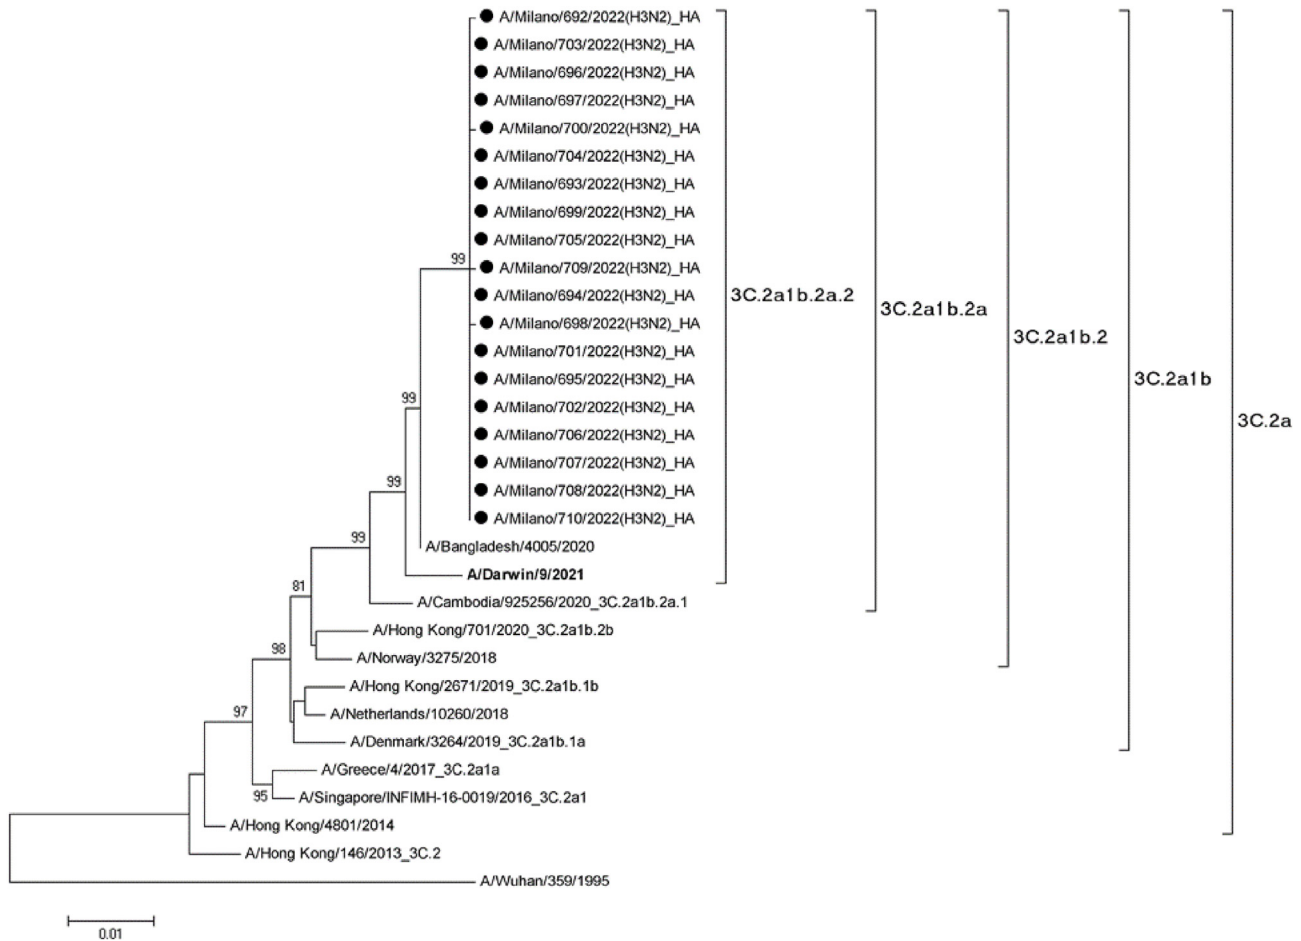 A/Milano/692/2022(H3N2)_HA
A/Milano/703/2022(H3N2)_HA
A/Milano/696/2022(H3N2)_HA
A/Milano/697/2022(H3N2)_HA
A/Milano/700/2022(H3N2)_HA
A/Milano/704/2022(H3N2)_HA
A/Milano/693/2022(H3N2)_HA
A/Milano/699/2022(H3N2)_HA
A/Milano/705/2022(H3N2)_HA
99
A/Milano/709/2022(H3N2)_HA
A/Milano/694/2022(H3N2)_HA
3C.2a1b.2a.2
3C.2a1b.2a
A/Milano/698/2022(H3N2)_HA
3C.2a1b.2
A/Milano/701/2022(H3N2)_HA
A/Milano/695/2022(H3N2)_HA
3C.2a1b
99
A/Milano/702/2022(H3N2)_HA
3C.2a
A/Milano/706/2022(H3N2)_HA
A/Milano/707/2022(H3N2)_HA
99
A/Milano/708/2022(H3N2)_HA
A/Milano/710/2022(H3N2)_HA
99
A/Bangladesh/4005/2020
A/Darwin/9/2021
81
A/Cambodia/925256/2020_3C.2a1b.2a.1
A/Hong Kong/701/2020_3C.2a1b.2b
98
A/Norway/3275/2018
A/Hong Kong/2671/2019_3C.2a1b.1b
97
A/Netherlands/10260/2018
A/Denmark/3264/2019_3C.2a1b.1a
A/Greece/4/2017_3C.2a1a
95
A/Singapore/INFIMH-16-0019/2016_3C.2a1
A/Hong Kong/4801/2014
A/Hong Kong/146/2013_3C.2
A/Wuhan/359/1995
0.01